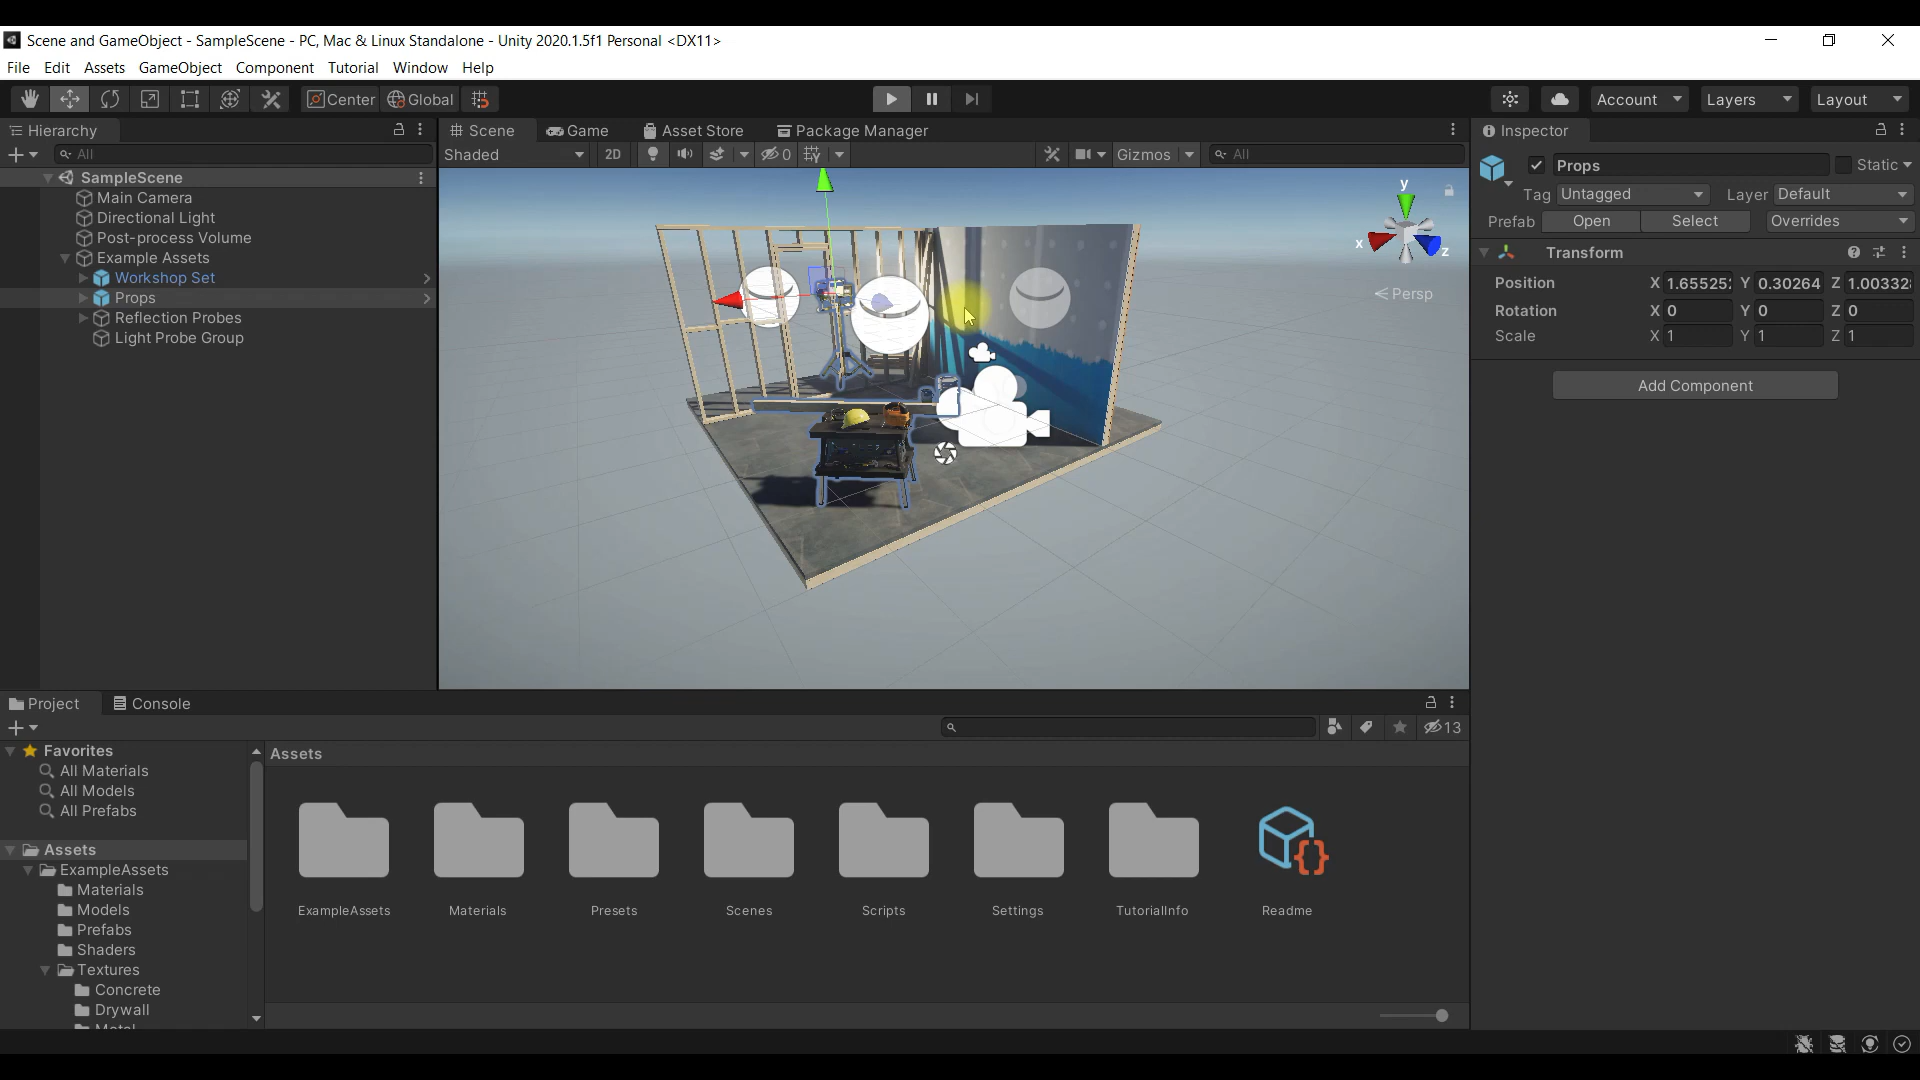 Scene and GameObject - SampleScene - PC, Mac & Linux Standalone - Unity 2020.1.5f1 Personal <DX11>
File Edit Assets GameObject Component Tutorial Window Help
Center Global Account Layers Layout
Hierarchy
All
SampleScene
Main Camera
Directional Light
Post-process Volume
Example Assets
Workshop Set
Props
Reflection Probes
Light Probe Group
Scene Game Asset Store Package Manager
Shaded 2D 0 Gizmos All
y
x
z
Persp
Inspector
Props Static
Tag Untagged Layer Default
Prefab Open Select Overrides
Transform
Position X 1.65525 Y 0.30264 Z 1.00332
Rotation X 0 Y 0 Z 0
Scale X 1 Y 1 Z 1
Add Component
Project Console
13
Favorites
All Materials
All Models
All Prefabs
Assets
ExampleAssets
Materials
Models
Prefabs
Shaders
Textures
Concrete
Drywall
Metal
Assets
ExampleAssets Materials Presets Scenes Scripts Settings TutorialInfo Readme